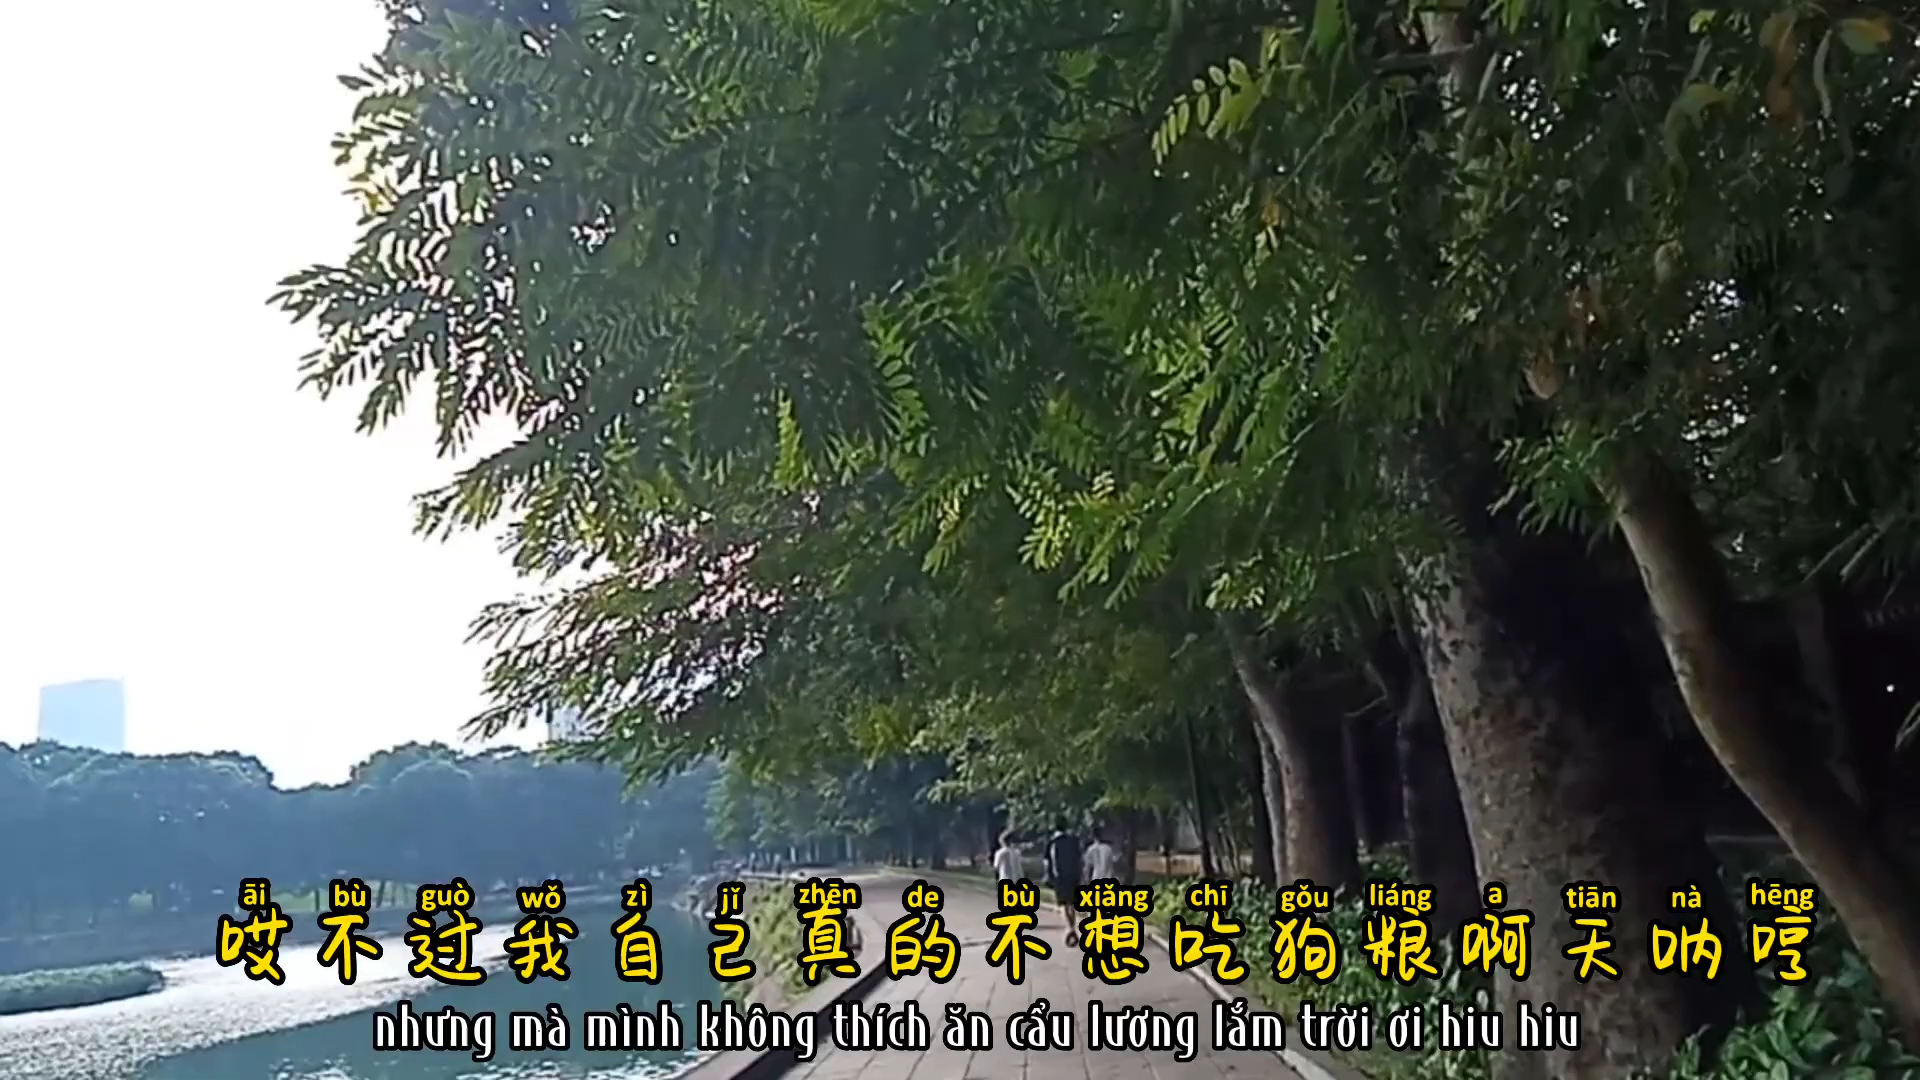 āi bù guò wǒ zì jǐ zhēn de bù xiǎng chī gǒu liáng a tiān nà hēng
哎不过我自己真的不想吃狗粮啊天呐哼
nhưng mà mình không thích ăn cẩu lương lắm trời ơi hiu hiu